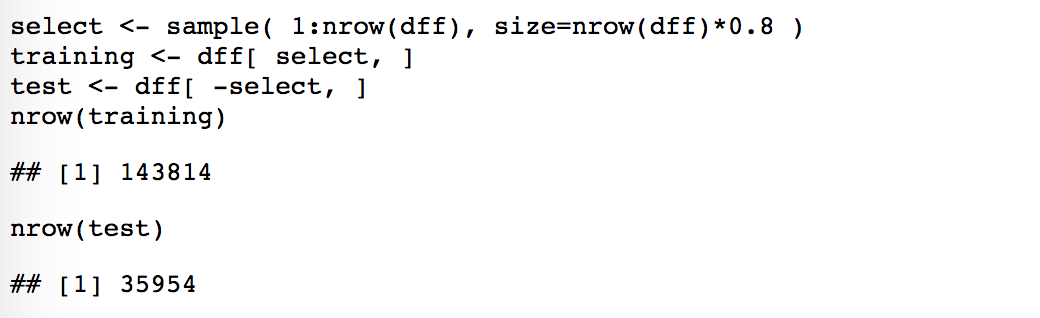 select <- sample( 1:nrow(dff), size=nrow(dff)*0.8 )
training <- dff[ select, ]
test <- dff[ -select, ]
nrow(training)
## [1] 143814
nrow(test)
## [1] 35954